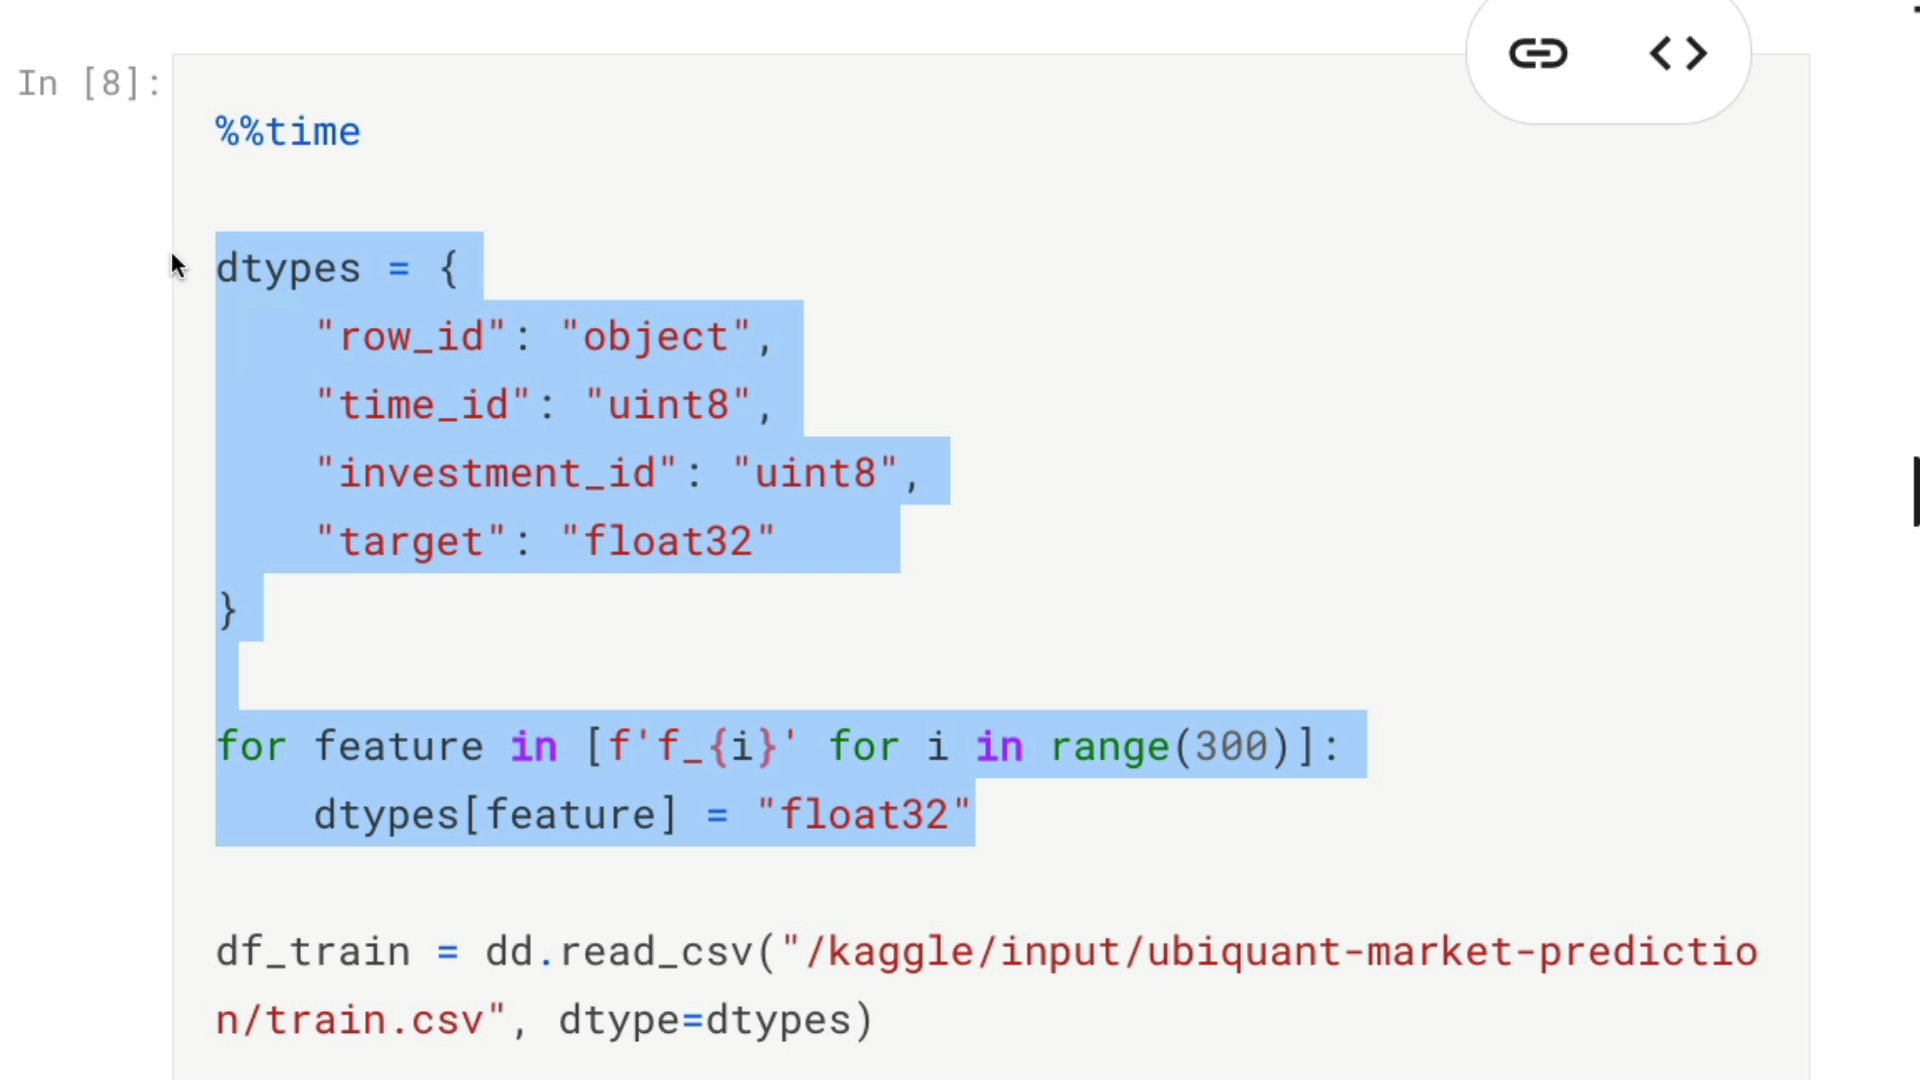 In [8]:
%%time
dtypes = {
    "row_id": "object",
    "time_id": "uint8",
    "investment_id": "uint8",
    "target": "float32"
}
for feature in [f'f_{i}' for i in range(300)]:
    dtypes[feature] = "float32"
df_train = dd.read_csv("/kaggle/input/ubiquant-market-predictio
n/train.csv", dtype=dtypes)